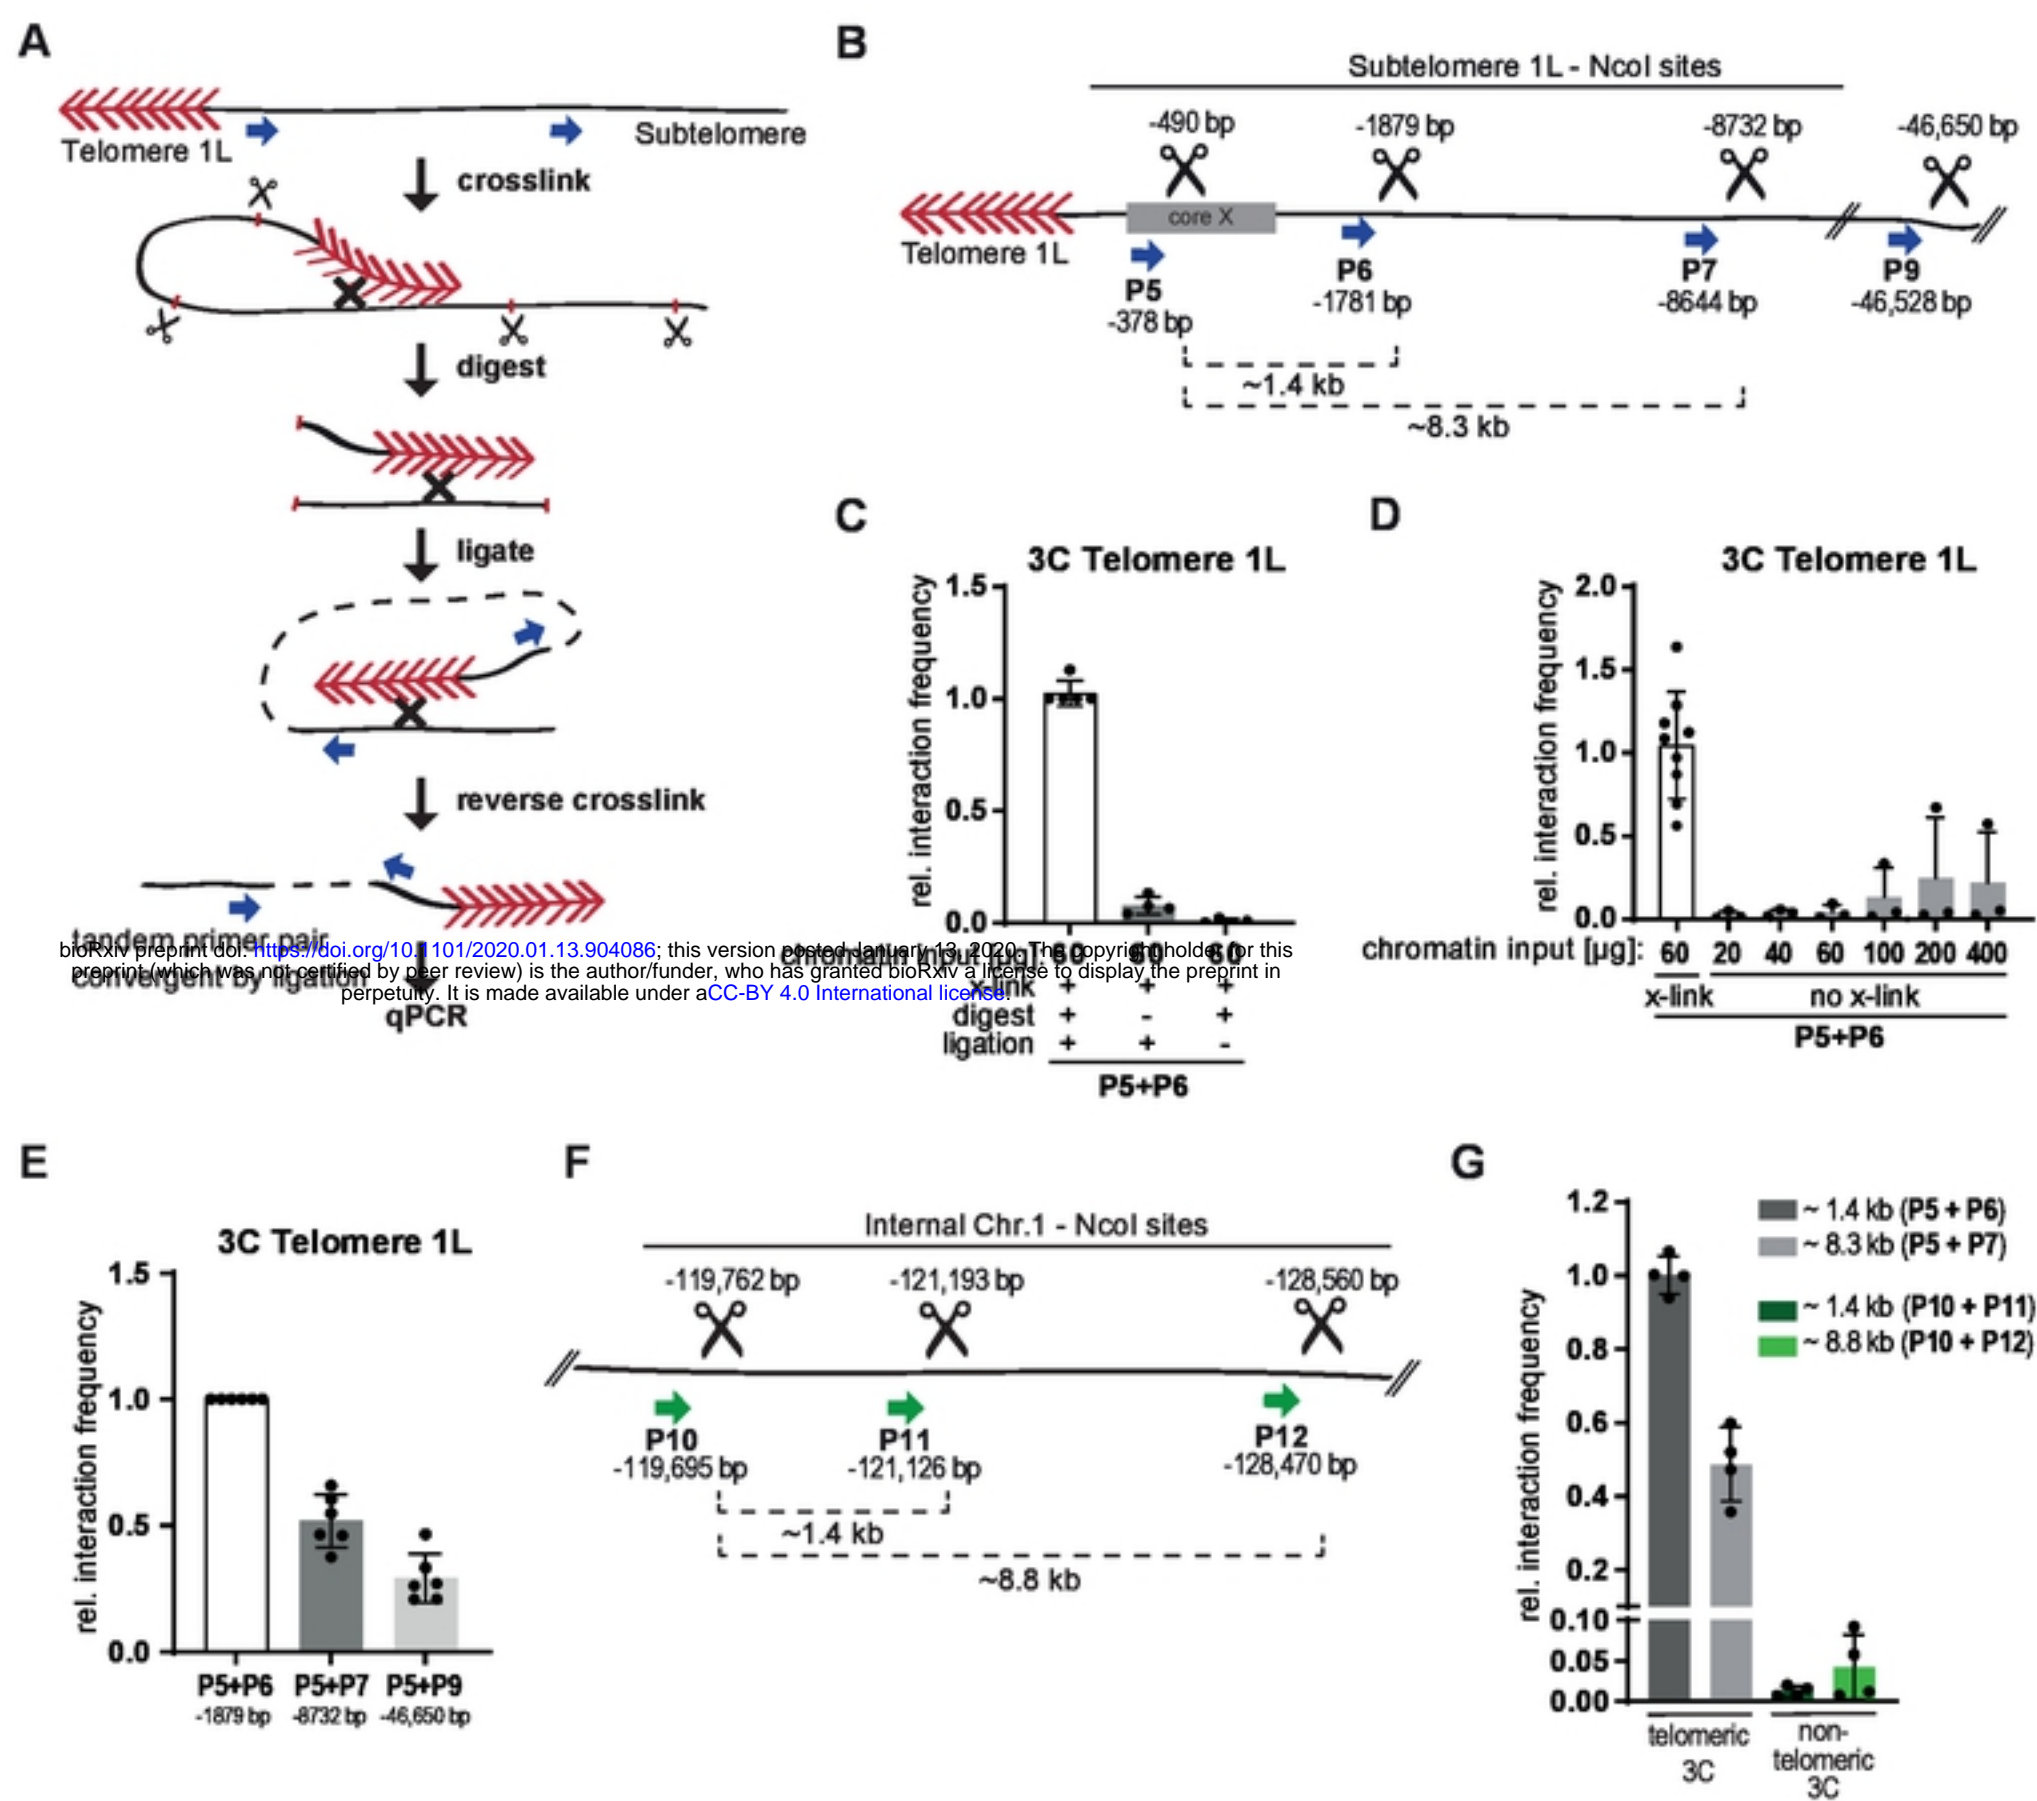 A
Telomere 1L
Subtelomere
crosslink
digest
ligate
reverse crosslink
tandem primer pair
convergent by ligation
qPCR
bioRxiv preprint doi: https://doi.org/10.1101/2020.01.13.904086; this version posted January 13, 2020. The copyright holder for this
preprint (which was not certified by peer review) is the author/funder, who has granted bioRxiv a license to display the preprint in
perpetuity. It is made available under aCC-BY 4.0 International license.
B
Subtelomere 1L - NcoI sites
-490 bp
-1879 bp
-8732 bp
-46,650 bp
core X
Telomere 1L
P5
-378 bp
P6
-1781 bp
P7
-8644 bp
P9
-46,528 bp
~1.4 kb
~8.3 kb
C
3C Telomere 1L
rel. interaction frequency
1.5
1.0
0.5
0.0
chromatin input [µg]: 60 60 60
x-link + + +
digest + - +
ligation + + -
P5+P6
D
3C Telomere 1L
rel. interaction frequency
2.0
1.5
1.0
0.5
0.0
chromatin input [µg]: 60 20 40 60 100 200 400
x-link no x-link
P5+P6
E
3C Telomere 1L
rel. interaction frequency
1.5
1.0
0.5
0.0
P5+P6 P5+P7 P5+P9
-1879 bp -8732 bp -46,650 bp
F
Internal Chr.1 - NcoI sites
-119,762 bp
-121,193 bp
-128,560 bp
P10
-119,695 bp
P11
-121,126 bp
P12
-128,470 bp
~1.4 kb
~8.8 kb
G
rel. interaction frequency
1.2
1.0
0.8
0.6
0.4
0.2
0.10
0.05
0.00
~ 1.4 kb (P5 + P6)
~ 8.3 kb (P5 + P7)
~ 1.4 kb (P10 + P11)
~ 8.8 kb (P10 + P12)
telomeric
3C
non-
telomeric
3C